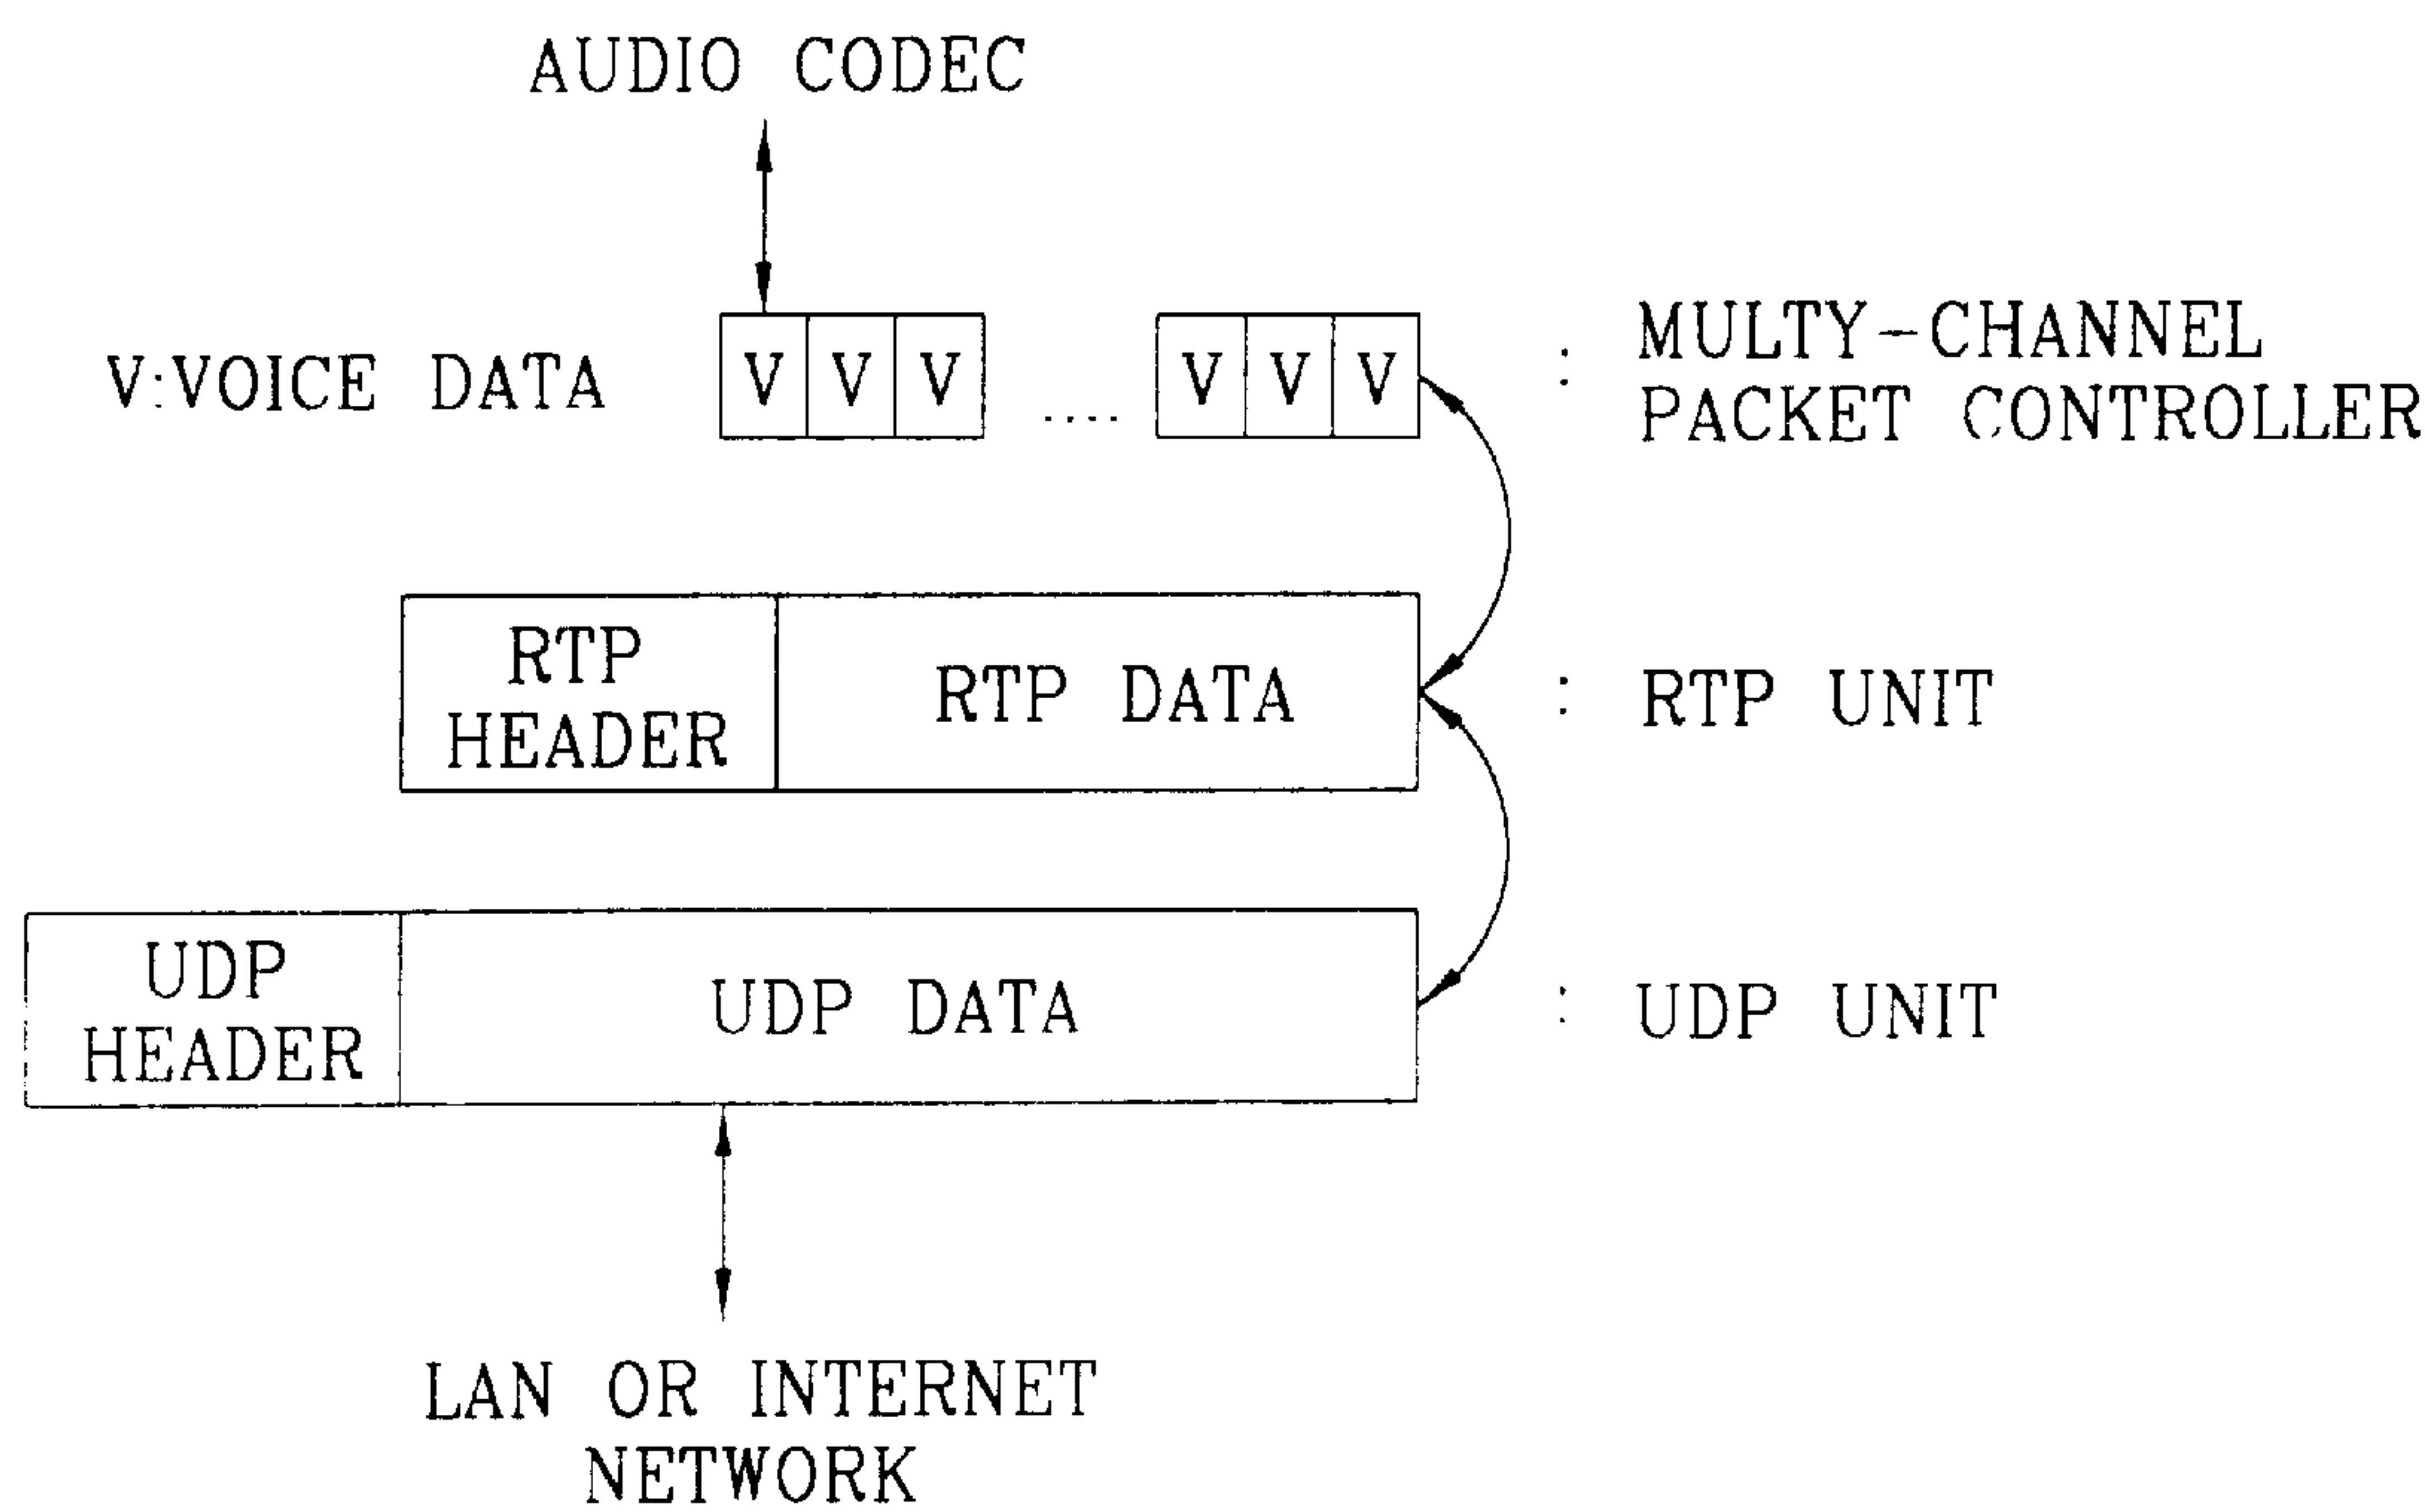 AUDIO CODEC
V:VOICE DATA
V V V .... V V V
: MULTY-CHANNEL
PACKET CONTROLLER
RTP
HEADER
RTP DATA
: RTP UNIT
UDP
HEADER
UDP DATA
: UDP UNIT
LAN OR INTERNET
NETWORK